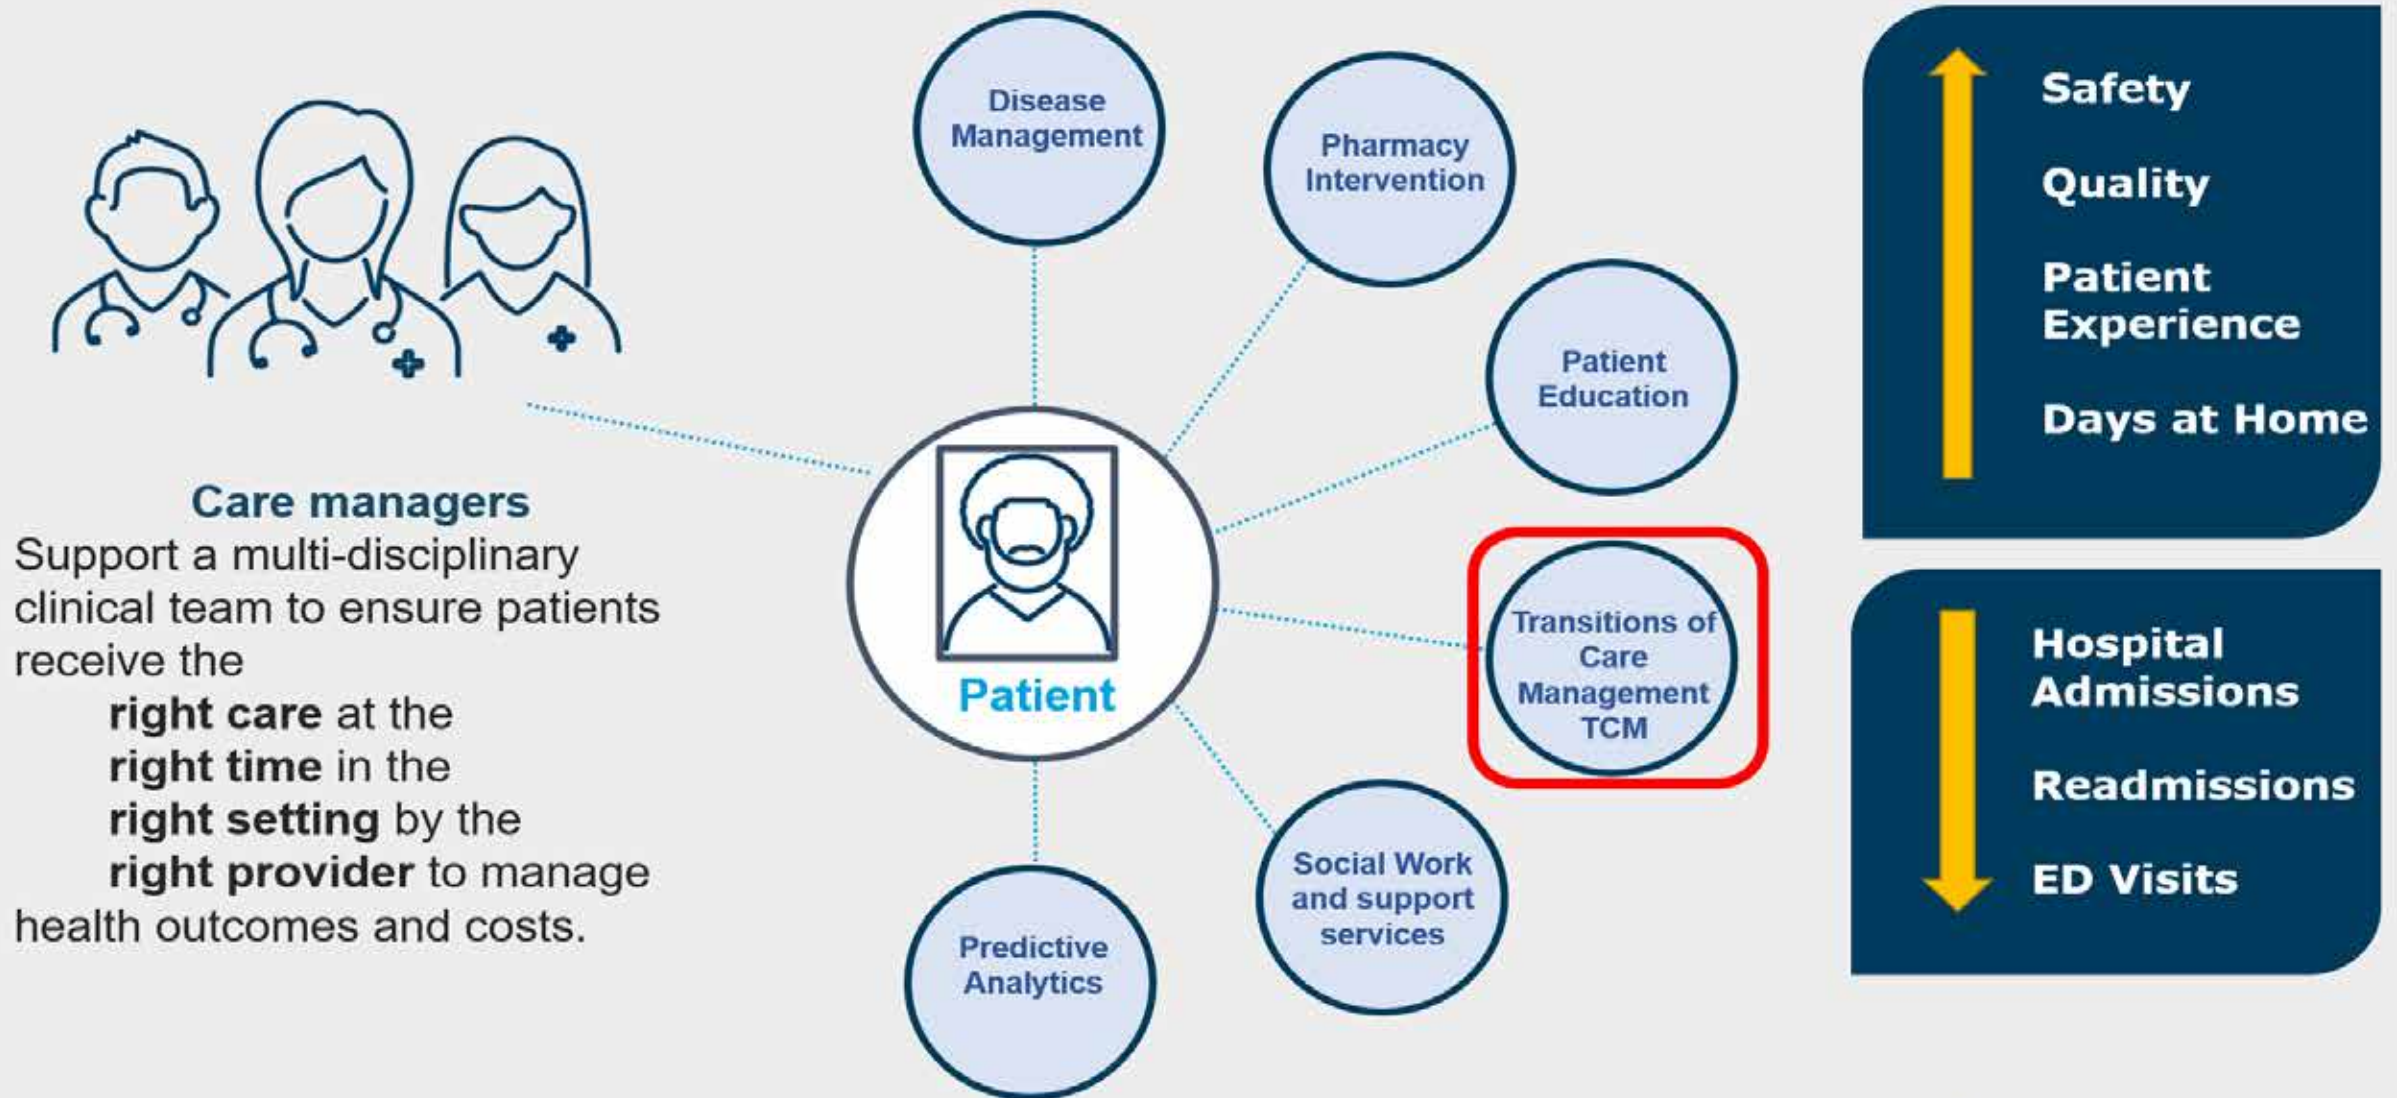 Care managers
Support a multi-disciplinary
clinical team to ensure patients
receive the
right care at the
right time in the
right setting by the
right provider to manage
health outcomes and costs.
Disease
Management
Pharmacy
Intervention
Patient
Education
Transitions of
Care
Management
TCM
Social Work
and support
services
Predictive
Analytics
Patient
Safety
Quality
Patient
Experience
Days at Home
Hospital
Admissions
Readmissions
ED Visits